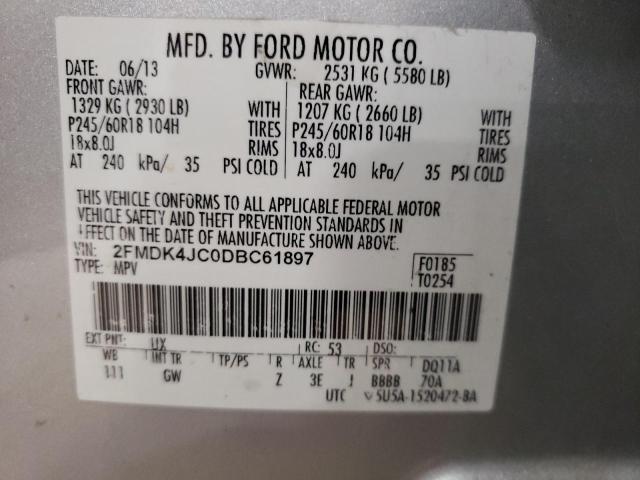 MFD. BY FORD MOTOR CO.
DATE: 06/13 GVWR: 2531 KG ( 5580 LB)
FRONT GAWR: REAR GAWR:
1329 KG ( 2930 LB) WITH 1207 KG ( 2660 LB) WITH
P245/60R18 104H TIRES P245/60R18 104H TIRES
18x8.0J RIMS 18x8.0J RIMS
AT 240 kPa/ 35 PSI COLD AT 240 kPa/ 35 PSI COLD
THIS VEHICLE CONFORMS TO ALL APPLICABLE FEDERAL MOTOR
VEHICLE SAFETY AND THEFT PREVENTION STANDARDS IN
EFFECT ON THE DATE OF MANUFACTURE SHOWN ABOVE.
VIN: 2FMDK4JC0DBC61897 F0185
TYPE: MPV T0254
EXT PNT: UX RC: 53 DSO:
WB INT TR TP/PS R AXLE TR SPR DQ11A
111 GW Z 3E J BBBB 70A
UTC 5U5A-1520472-BA